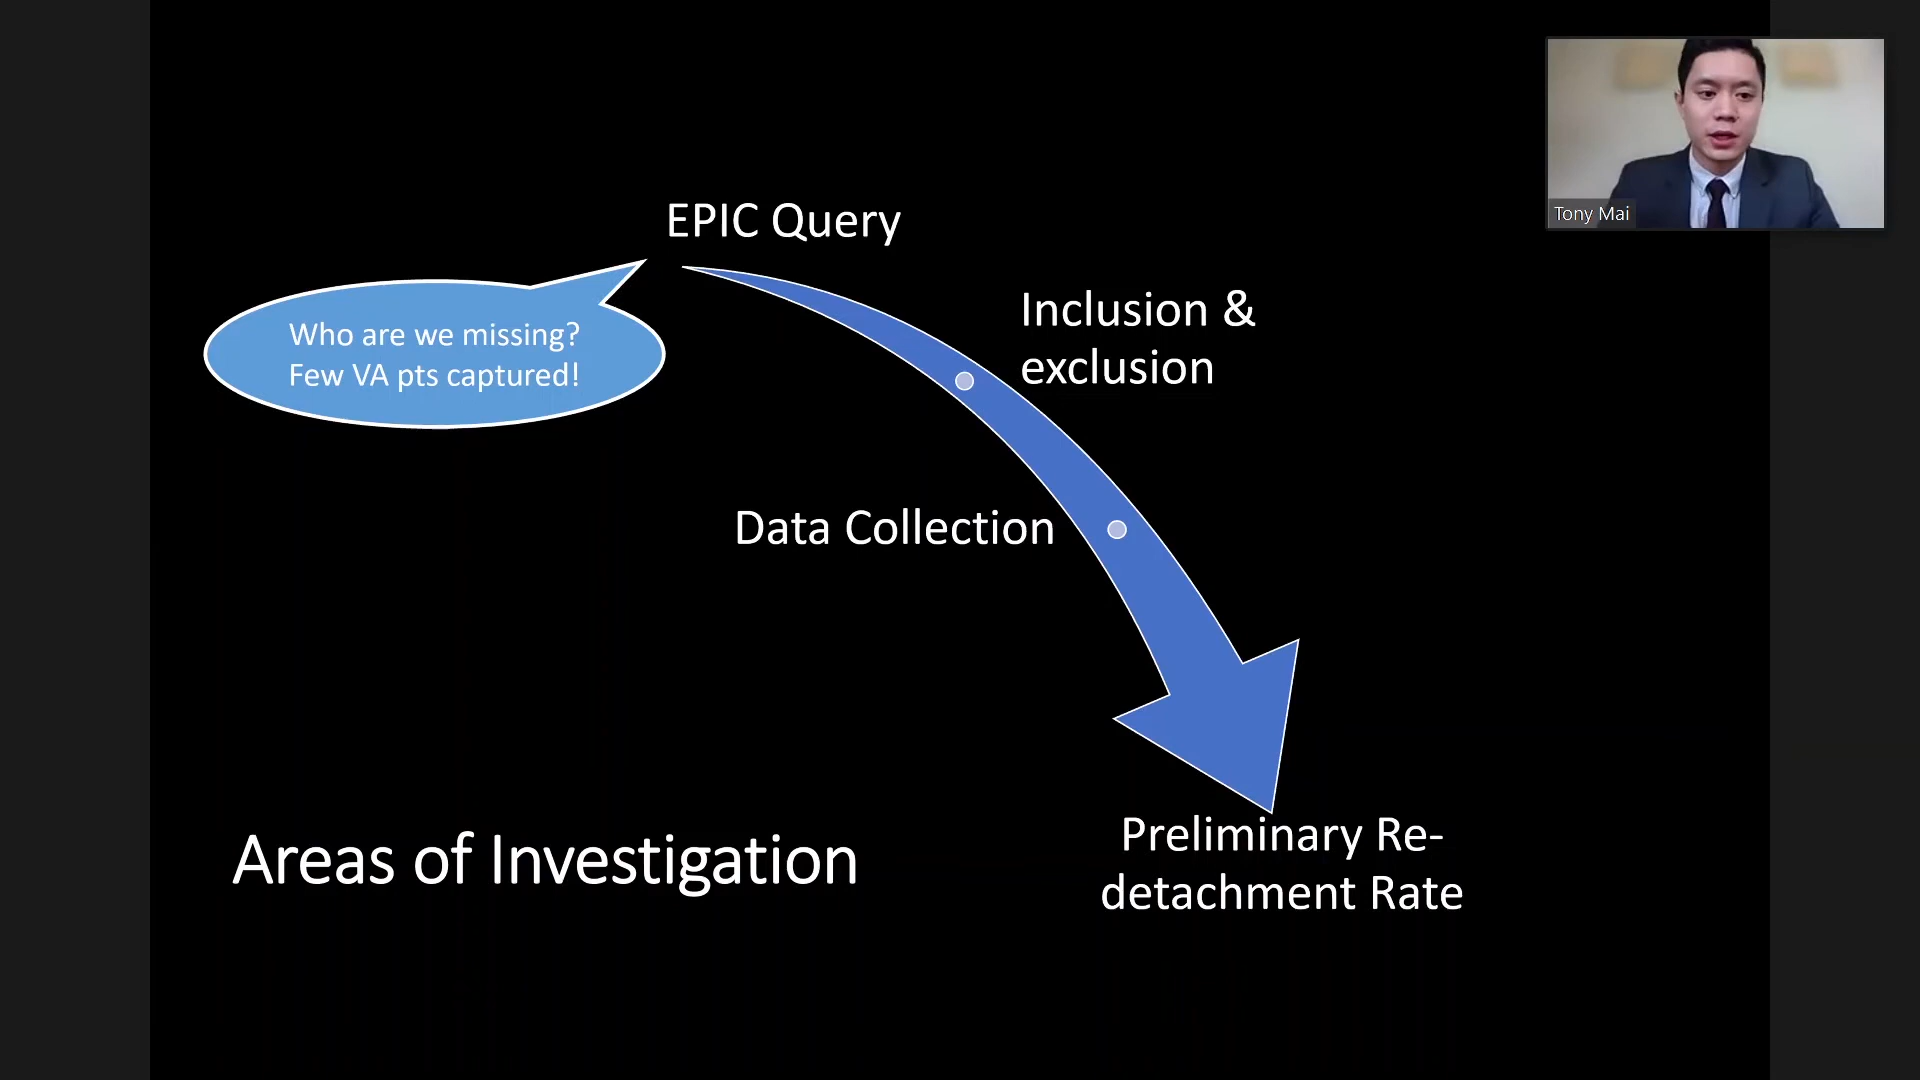 EPIC Query
Who are we missing?
Few VA pts captured!
Inclusion &
exclusion
Data Collection
Areas of Investigation
Preliminary Re-
detachment Rate
Tony Mai